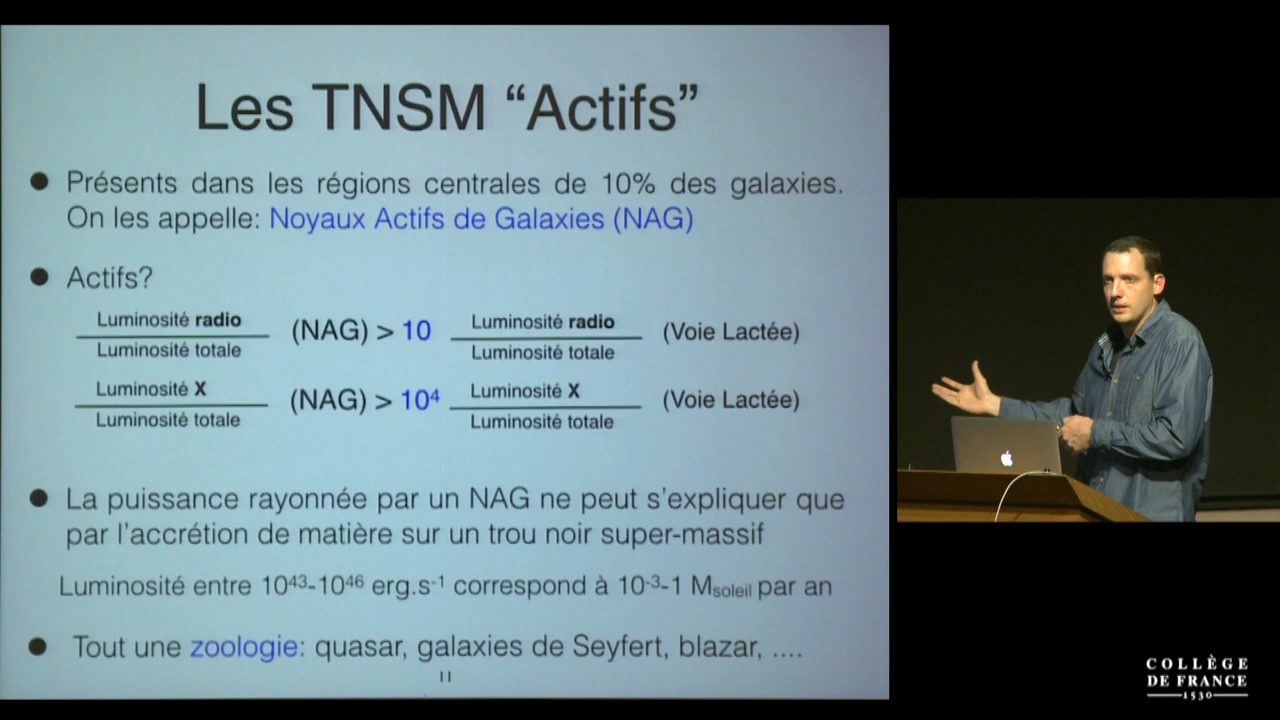 Les TNSM “Actifs”
● Présents dans les régions centrales de 10% des galaxies.
On les appelle: Noyaux Actifs de Galaxies (NAG)
● Actifs?
Luminosité radio / Luminosité totale (NAG) > 10 Luminosité radio / Luminosité totale (Voie Lactée)
Luminosité X / Luminosité totale (NAG) > 10⁴ Luminosité X / Luminosité totale (Voie Lactée)
● La puissance rayonnée par un NAG ne peut s’expliquer que
par l’accrétion de matière sur un trou noir super-massif
Luminosité entre 10⁴³-10⁴⁶ erg.s⁻¹ correspond à 10⁻³-1 Msoleil par an
● Tout une zoologie: quasar, galaxies de Seyfert, blazar, ....
11
COLLÈGE
DE FRANCE
1530